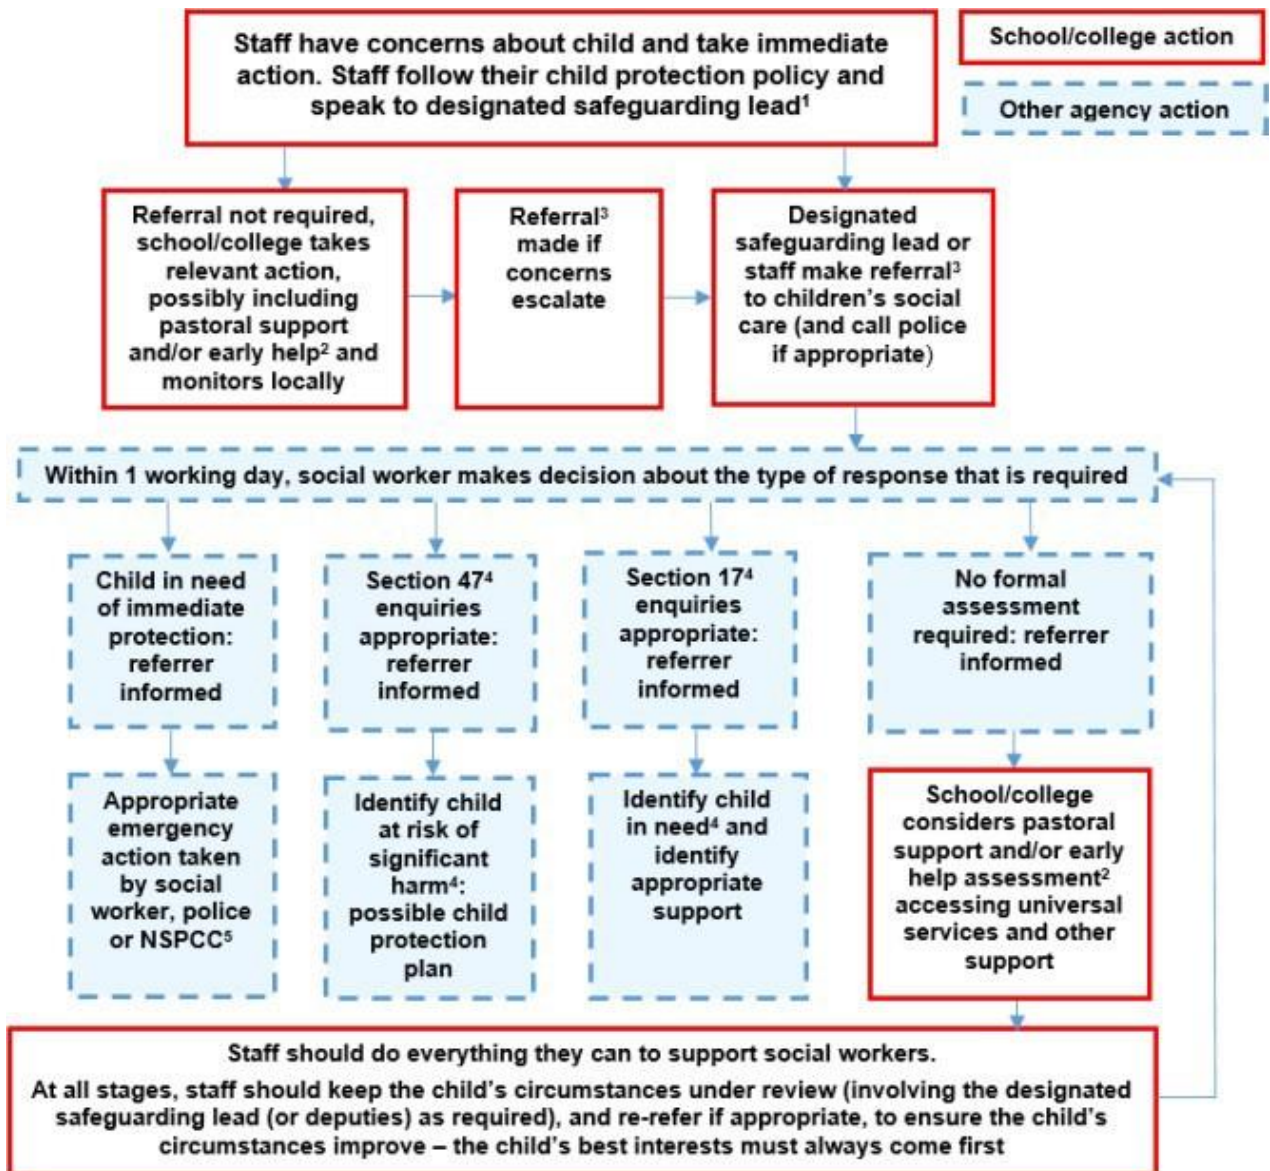 Staff have concerns about child and take immediate
action. Staff follow their child protection policy and
speak to designated safeguarding lead¹
School/college action
Other agency action
Referral not required,
school/college takes
relevant action,
possibly including
pastoral support
and/or early help² and
monitors locally
Referral³
made if
concerns
escalate
Designated
safeguarding lead or
staff make referral³
to children’s social
care (and call police
if appropriate)
Within 1 working day, social worker makes decision about the type of response that is required
Child in need
of immediate
protection:
referrer
informed
Section 47⁴
enquiries
appropriate:
referrer
informed
Section 17⁴
enquiries
appropriate:
referrer
informed
No formal
assessment
required: referrer
informed
Appropriate
emergency
action taken
by social
worker, police
or NSPCC⁵
Identify child
at risk of
significant
harm⁴:
possible child
protection
plan
Identify child
in need⁴ and
identify
appropriate
support
School/college
considers pastoral
support and/or early
help assessment²
accessing universal
services and other
support
Staff should do everything they can to support social workers.
At all stages, staff should keep the child’s circumstances under review (involving the designated
safeguarding lead (or deputies) as required), and re-refer if appropriate, to ensure the child’s
circumstances improve – the child’s best interests must always come first